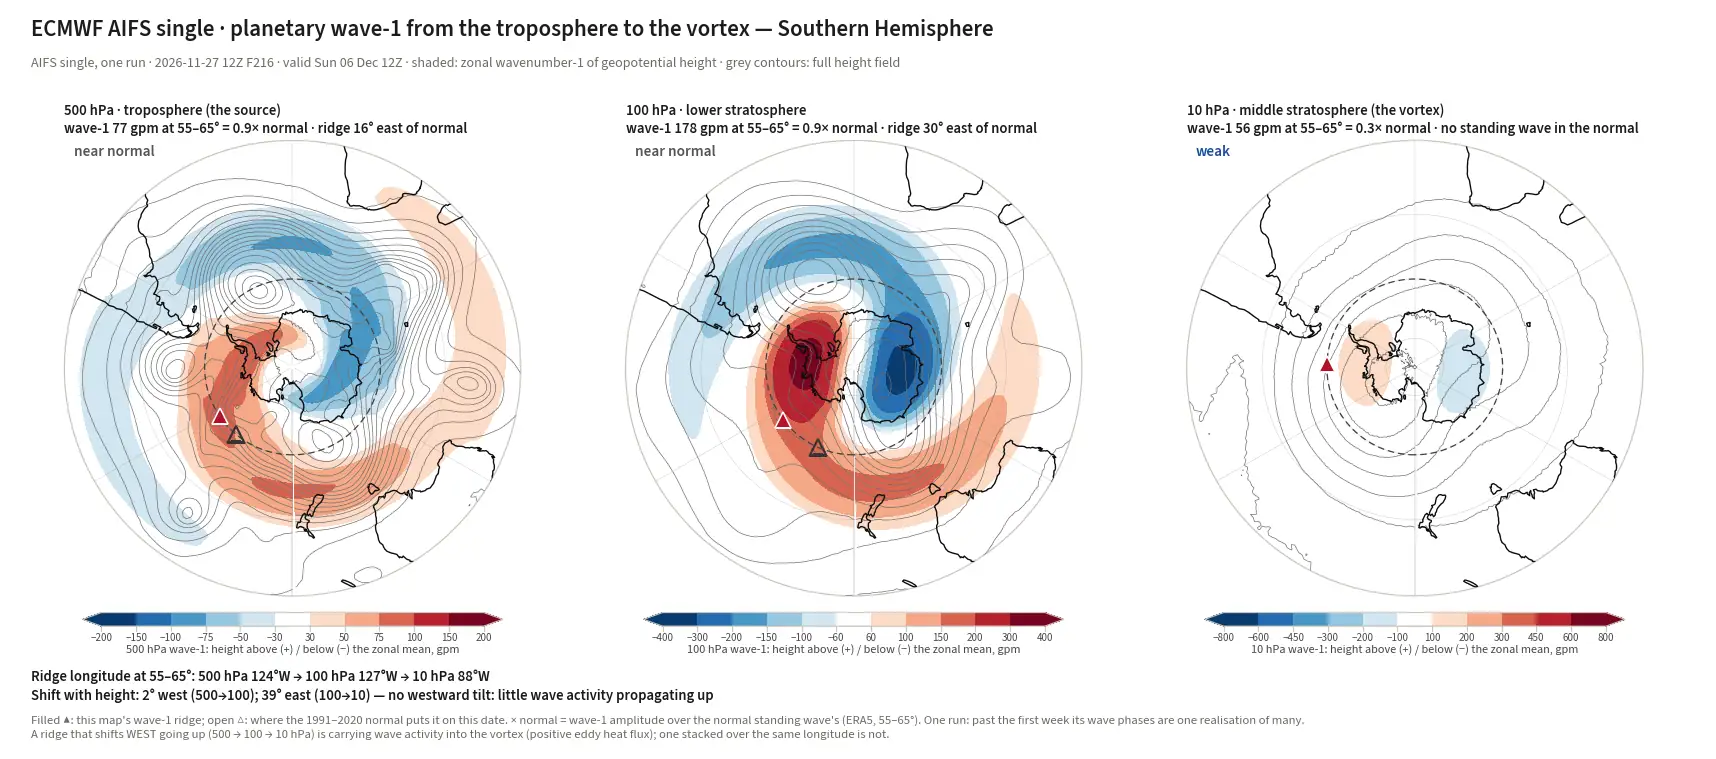 ECMWF AIFS single · planetary wave-1 from the troposphere to the vortex — Southern Hemisphere
AIFS single, one run · 2026-11-27 12Z F216 · valid Sun 06 Dec 12Z · shaded: zonal wavenumber-1 of geopotential height · grey contours: full height field
500 hPa · troposphere (the source)
wave-1 77 gpm at 55–65° = 0.9× normal · ridge 16° east of normal
near normal
100 hPa · lower stratosphere
wave-1 178 gpm at 55–65° = 0.9× normal · ridge 30° east of normal
near normal
10 hPa · middle stratosphere (the vortex)
wave-1 56 gpm at 55–65° = 0.3× normal · no standing wave in the normal
weak
−200 −150 −100 −75 −50 −30 30 50 75 100 150 200
500 hPa wave-1: height above (+) / below (−) the zonal mean, gpm
−400 −300 −200 −150 −100 −60 60 100 150 200 300 400
100 hPa wave-1: height above (+) / below (−) the zonal mean, gpm
−800 −600 −450 −300 −200 −100 100 200 300 450 600 800
10 hPa wave-1: height above (+) / below (−) the zonal mean, gpm
Ridge longitude at 55–65°: 500 hPa 124°W → 100 hPa 127°W → 10 hPa 88°W
Shift with height: 2° west (500→100); 39° east (100→10) — no westward tilt: little wave activity propagating up
Filled ▲: this map's wave-1 ridge; open △: where the 1991–2020 normal puts it on this date. × normal = wave-1 amplitude over the normal standing wave's (ERA5, 55–65°). One run: past the first week its wave phases are one realisation of many.
A ridge that shifts WEST going up (500 → 100 → 10 hPa) is carrying wave activity into the vortex (positive eddy heat flux); one stacked over the same longitude is not.